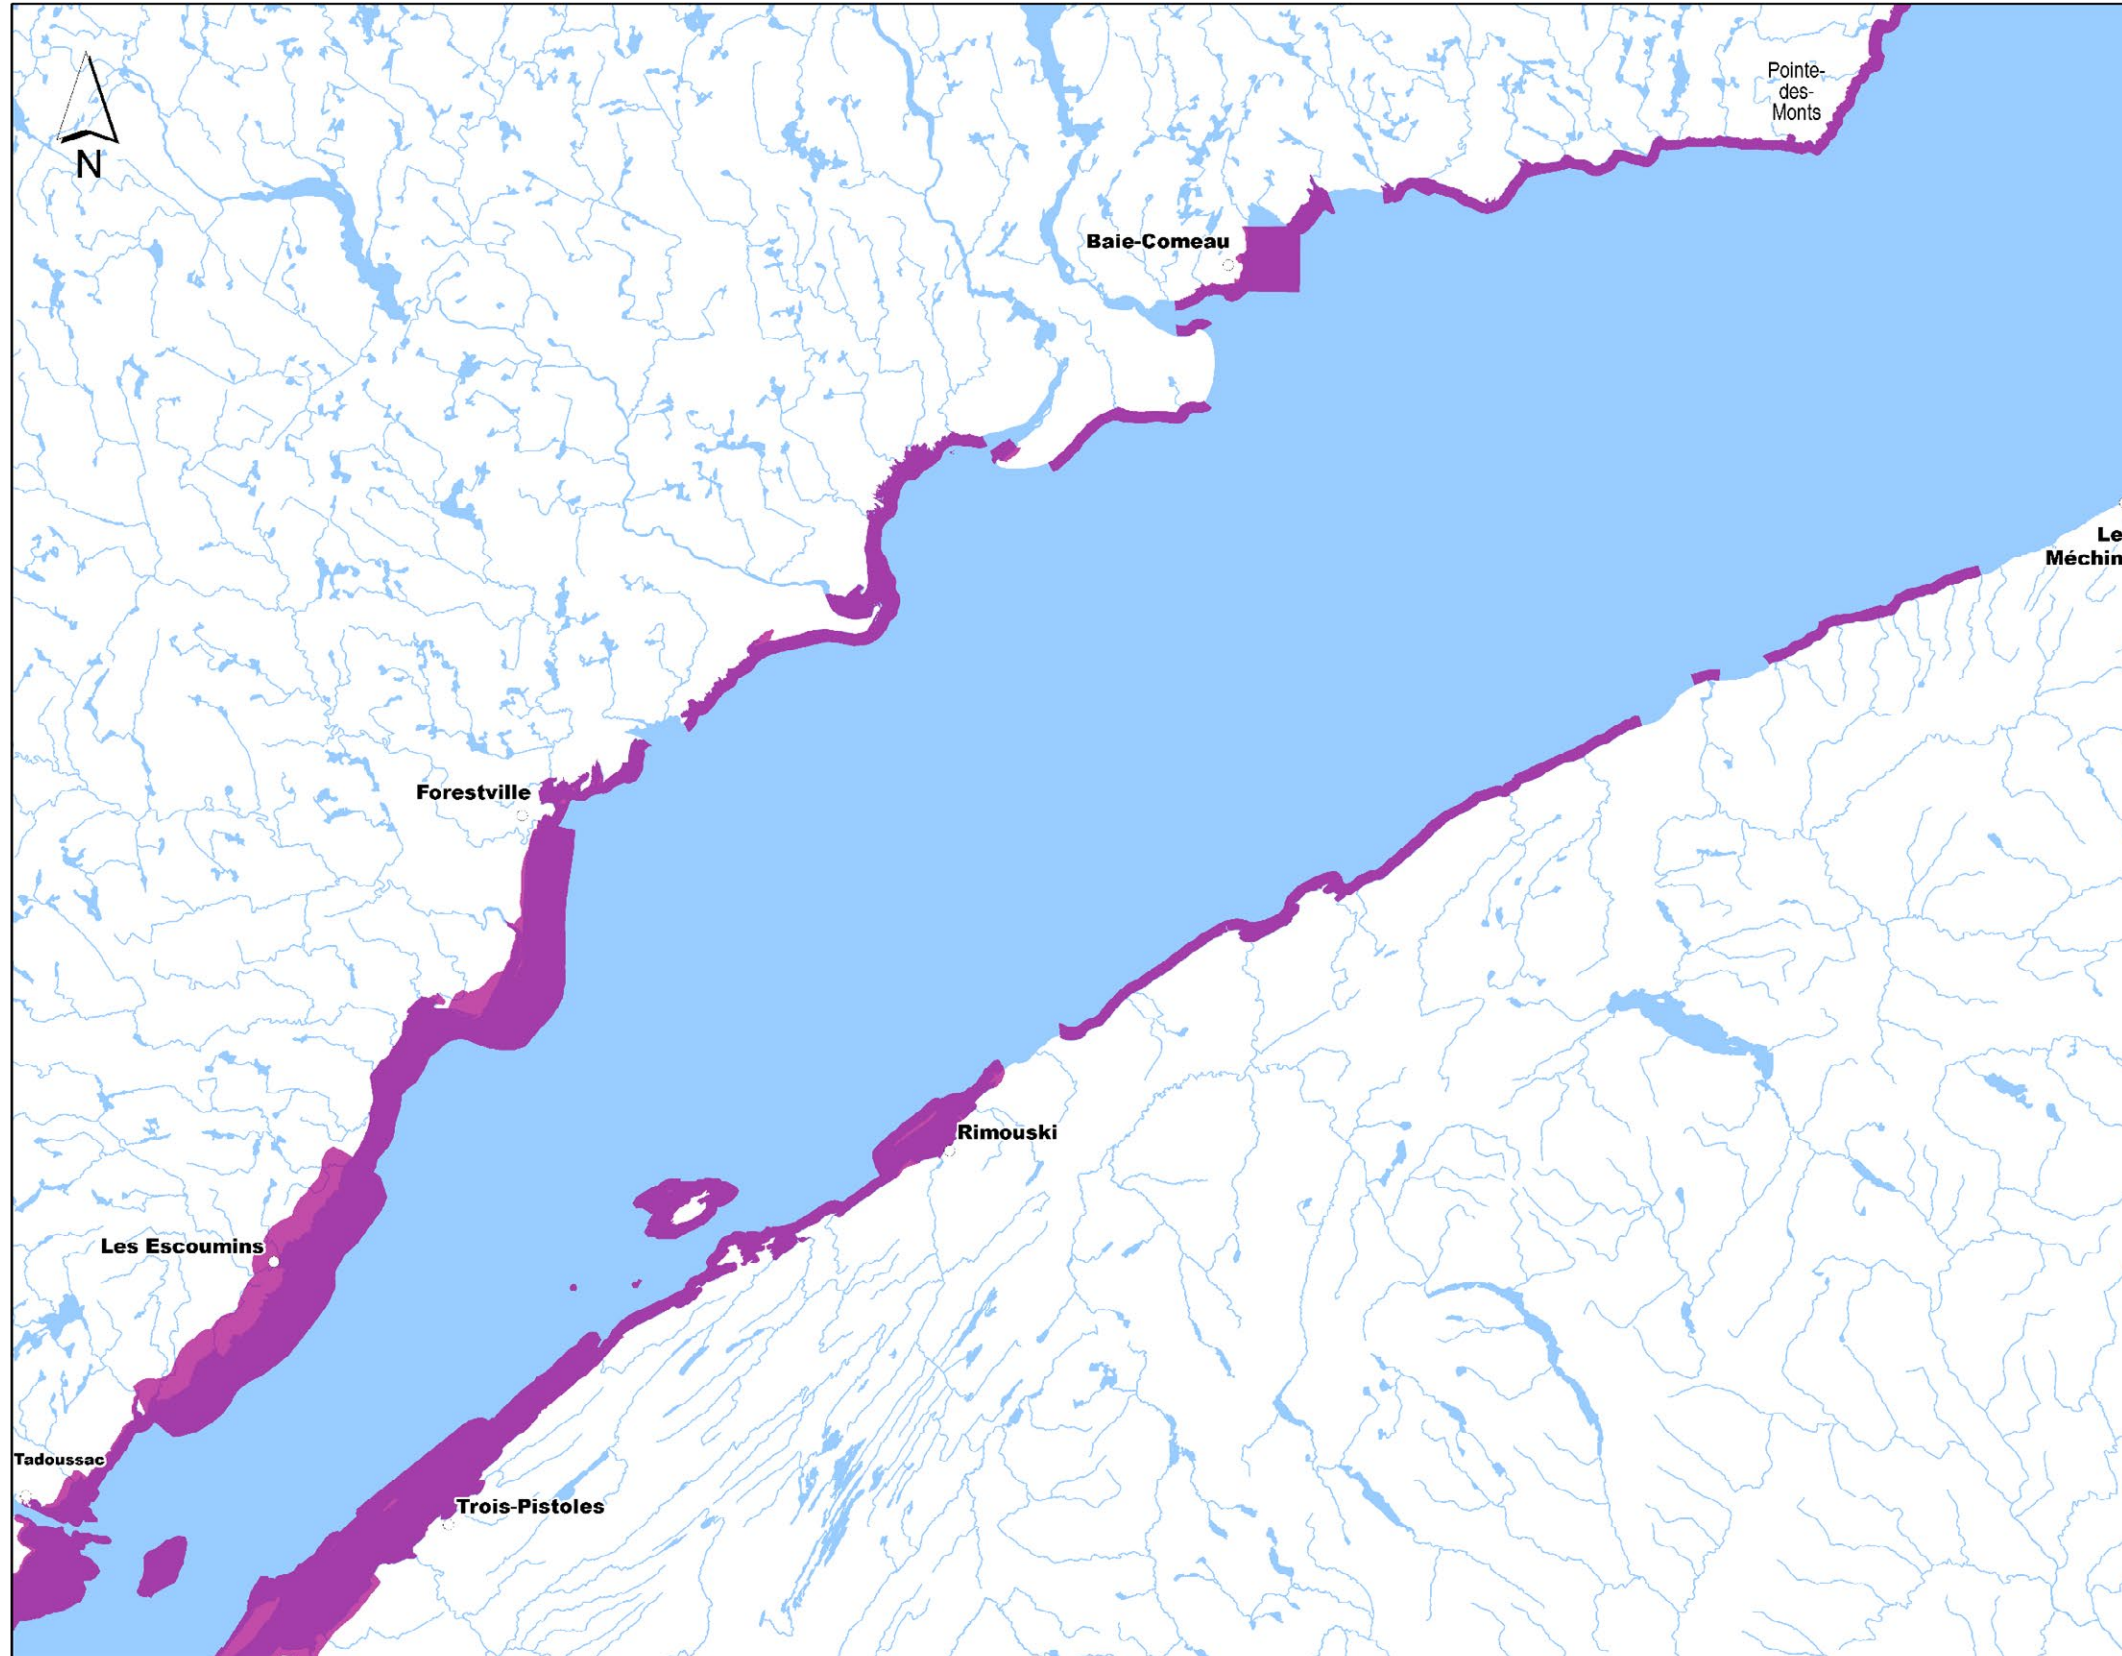 Pointe-
des-
Monts
N
Baie-Comeau
Le
Méchin
Forestville
Rimouski
Les Escoumins
Tadoussac
Trois-Pistoles